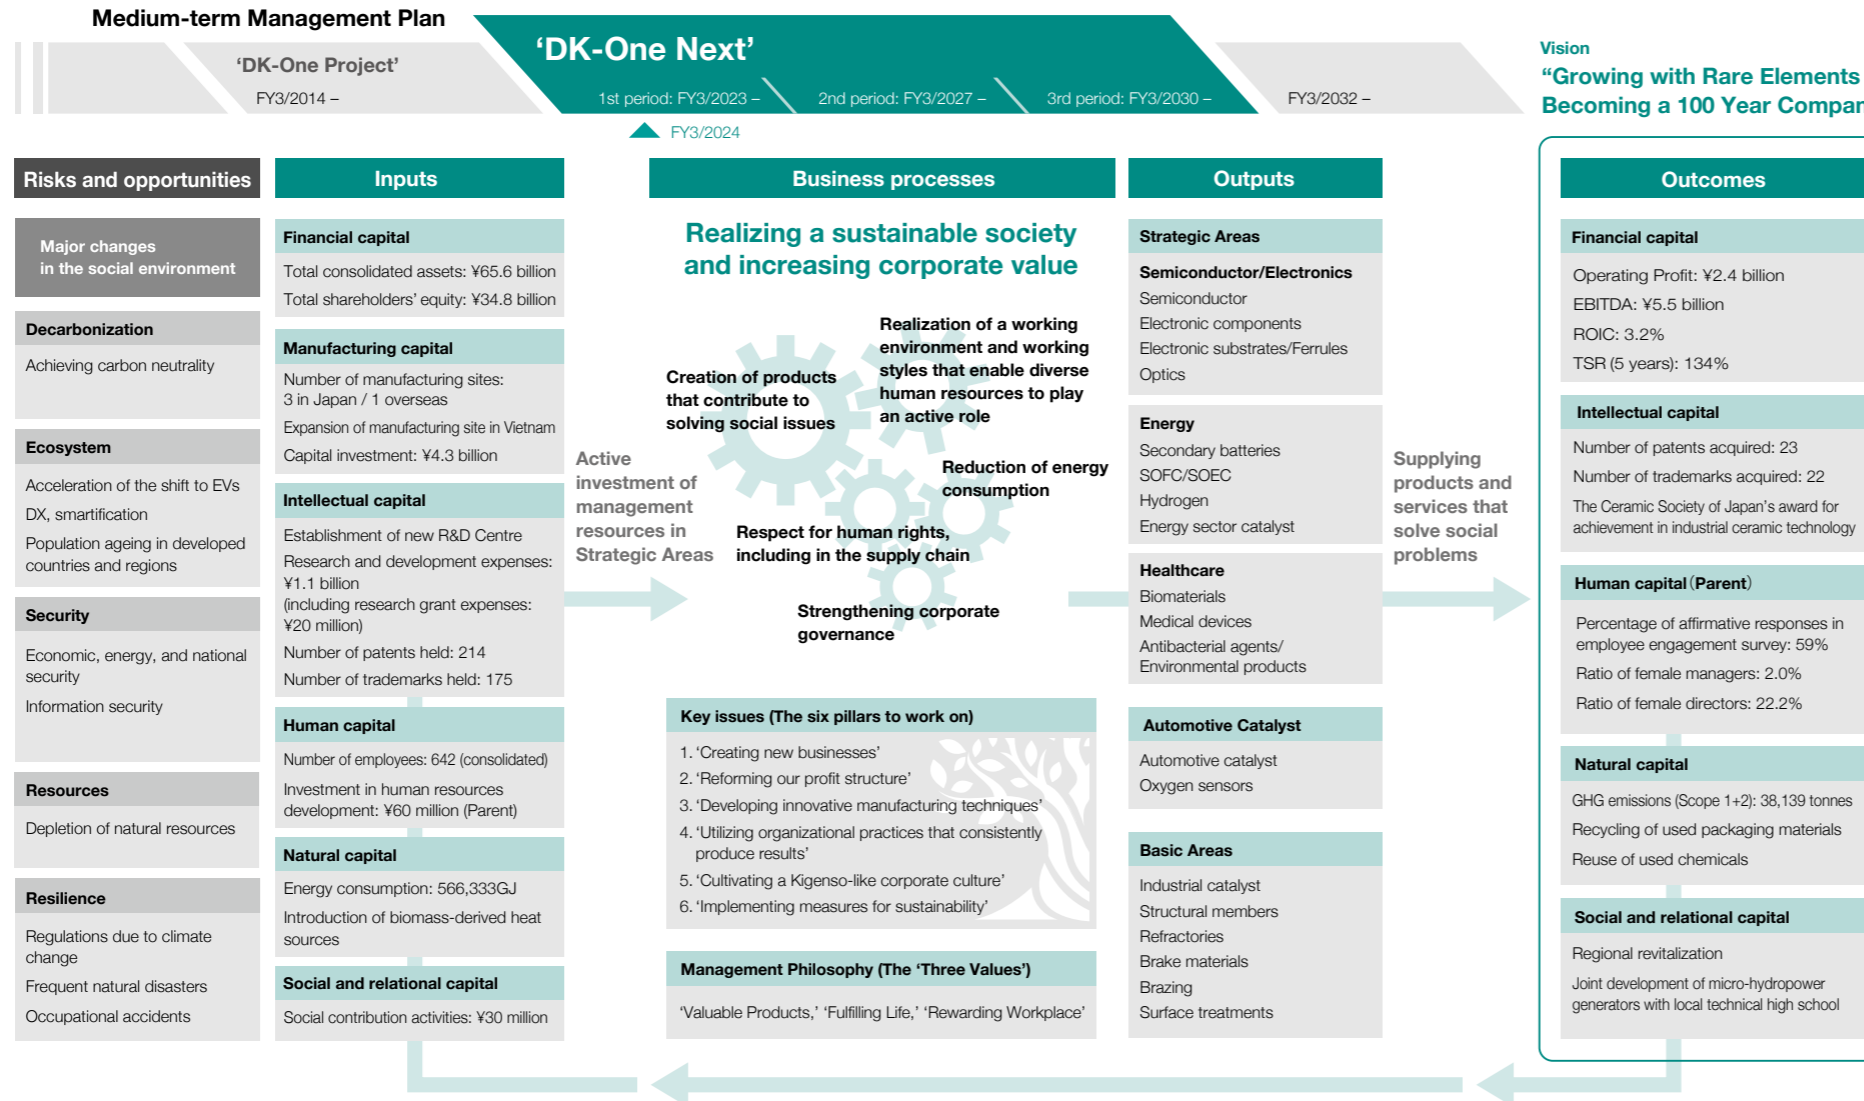 Medium-term Management Plan
‘DK-One Project’
FY3/2014 –
‘DK-One Next’
1st period: FY3/2023 –
2nd period: FY3/2027 –
3rd period: FY3/2030 –
FY3/2032 –
FY3/2024
Vision
“Growing with Rare Elements
Becoming a 100 Year Compan
Risks and opportunities
Major changes
in the social environment
Decarbonization
Achieving carbon neutrality
Ecosystem
Acceleration of the shift to EVs
DX, smartification
Population ageing in developed
countries and regions
Security
Economic, energy, and national
security
Information security
Resources
Depletion of natural resources
Resilience
Regulations due to climate
change
Frequent natural disasters
Occupational accidents
Inputs
Financial capital
Total consolidated assets: ¥65.6 billion
Total shareholders’ equity: ¥34.8 billion
Manufacturing capital
Number of manufacturing sites:
3 in Japan / 1 overseas
Expansion of manufacturing site in Vietnam
Capital investment: ¥4.3 billion
Intellectual capital
Establishment of new R&D Centre
Research and development expenses:
¥1.1 billion
(including research grant expenses:
¥20 million)
Number of patents held: 214
Number of trademarks held: 175
Human capital
Number of employees: 642 (consolidated)
Investment in human resources
development: ¥60 million (Parent)
Natural capital
Energy consumption: 566,333GJ
Introduction of biomass-derived heat
sources
Social and relational capital
Social contribution activities: ¥30 million
Active
investment of
management
resources in
Strategic Areas
Business processes
Realizing a sustainable society
and increasing corporate value
Creation of products
that contribute to
solving social issues
Realization of a working
environment and working
styles that enable diverse
human resources to play
an active role
Reduction of energy
consumption
Respect for human rights,
including in the supply chain
Strengthening corporate
governance
Key issues (The six pillars to work on)
1. ‘Creating new businesses’
2. ‘Reforming our profit structure’
3. ‘Developing innovative manufacturing techniques’
4. ‘Utilizing organizational practices that consistently
produce results’
5. ‘Cultivating a Kigenso-like corporate culture’
6. ‘Implementing measures for sustainability’
Management Philosophy (The ‘Three Values’)
‘Valuable Products,’ ‘Fulfilling Life,’ ‘Rewarding Workplace’
Outputs
Strategic Areas
Semiconductor/Electronics
Semiconductor
Electronic components
Electronic substrates/Ferrules
Optics
Energy
Secondary batteries
SOFC/SOEC
Hydrogen
Energy sector catalyst
Healthcare
Biomaterials
Medical devices
Antibacterial agents/
Environmental products
Automotive Catalyst
Automotive catalyst
Oxygen sensors
Basic Areas
Industrial catalyst
Structural members
Refractories
Brake materials
Brazing
Surface treatments
Supplying
products and
services that
solve social
problems
Outcomes
Financial capital
Operating Profit: ¥2.4 billion
EBITDA: ¥5.5 billion
ROIC: 3.2%
TSR (5 years): 134%
Intellectual capital
Number of patents acquired: 23
Number of trademarks acquired: 22
The Ceramic Society of Japan’s award for
achievement in industrial ceramic technology
Human capital（Parent）
Percentage of affirmative responses in
employee engagement survey: 59%
Ratio of female managers: 2.0%
Ratio of female directors: 22.2%
Natural capital
GHG emissions (Scope 1+2): 38,139 tonnes
Recycling of used packaging materials
Reuse of used chemicals
Social and relational capital
Regional revitalization
Joint development of micro-hydropower
generators with local technical high school